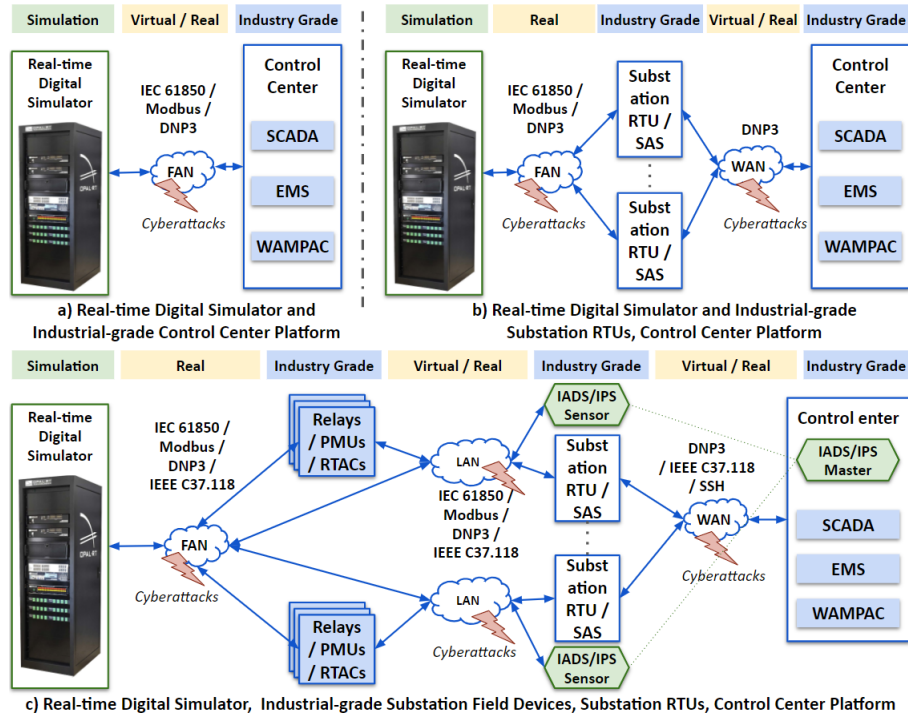 Simulation
Virtual / Real
Industry Grade
Real-time
Digital
Simulator
OPAL-RT
IEC 61850 /
Modbus /
DNP3
FAN
Cyberattacks
Control
Center
SCADA
EMS
WAMPAC
a) Real-time Digital Simulator and
Industrial-grade Control Center Platform
Simulation
Real
Industry Grade
Virtual / Real
Industry Grade
Real-time
Digital
Simulator
OPAL-RT
IEC 61850 /
Modbus /
DNP3
FAN
Cyberattacks
Subst
ation
RTU /
SAS
Subst
ation
RTU /
SAS
DNP3
WAN
Cyberattacks
Control
Center
SCADA
EMS
WAMPAC
b) Real-time Digital Simulator and Industrial-grade
Substation RTUs, Control Center Platform
Simulation
Real
Industry Grade
Virtual / Real
Industry Grade
Virtual / Real
Industry Grade
Real-time
Digital
Simulator
OPAL-RT
IEC 61850 /
Modbus /
DNP3 /
IEEE C37.118
FAN
Cyberattacks
Relays
/ PMUs
/ RTACs
Relays
/ PMUs
/ RTACs
LAN
IEC 61850 /
Modbus /
DNP3 /
IEEE C37.118
LAN
Cyberattacks
IADS/IPS
Sensor
Subst
ation
RTU /
SAS
Subst
ation
RTU /
SAS
IADS/IPS
Sensor
DNP3
/ IEEE C37.118
/ SSH
WAN
Cyberattacks
Control enter
IADS/IPS
Master
SCADA
EMS
WAMPAC
c) Real-time Digital Simulator, Industrial-grade Substation Field Devices, Substation RTUs, Control Center Platform